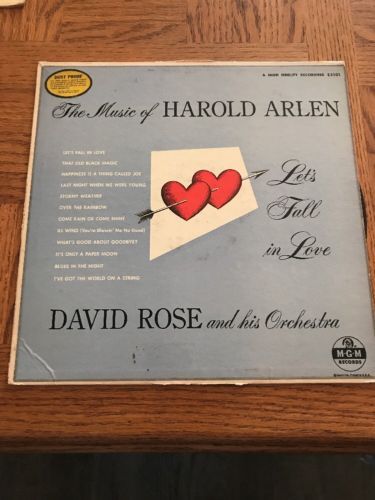 DUST PROOF
A HIGH FIDELITY RECORDING E3101
The Music of HAROLD ARLEN
LET'S FALL IN LOVE
THAT OLD BLACK MAGIC
HAPPINESS IS A THING CALLED JOE
LAST NIGHT WHEN WE WERE YOUNG
STORMY WEATHER
OVER THE RAINBOW
COME RAIN OR COME SHINE
ILL WIND (You're Blowin' Me No Good)
WHAT'S GOOD ABOUT GOODBYE?
IT'S ONLY A PAPER MOON
BLUES IN THE NIGHT
I'VE GOT THE WORLD ON A STRING
Let's
Fall
in Love
DAVID ROSE and his Orchestra
M-G-M
RECORDS